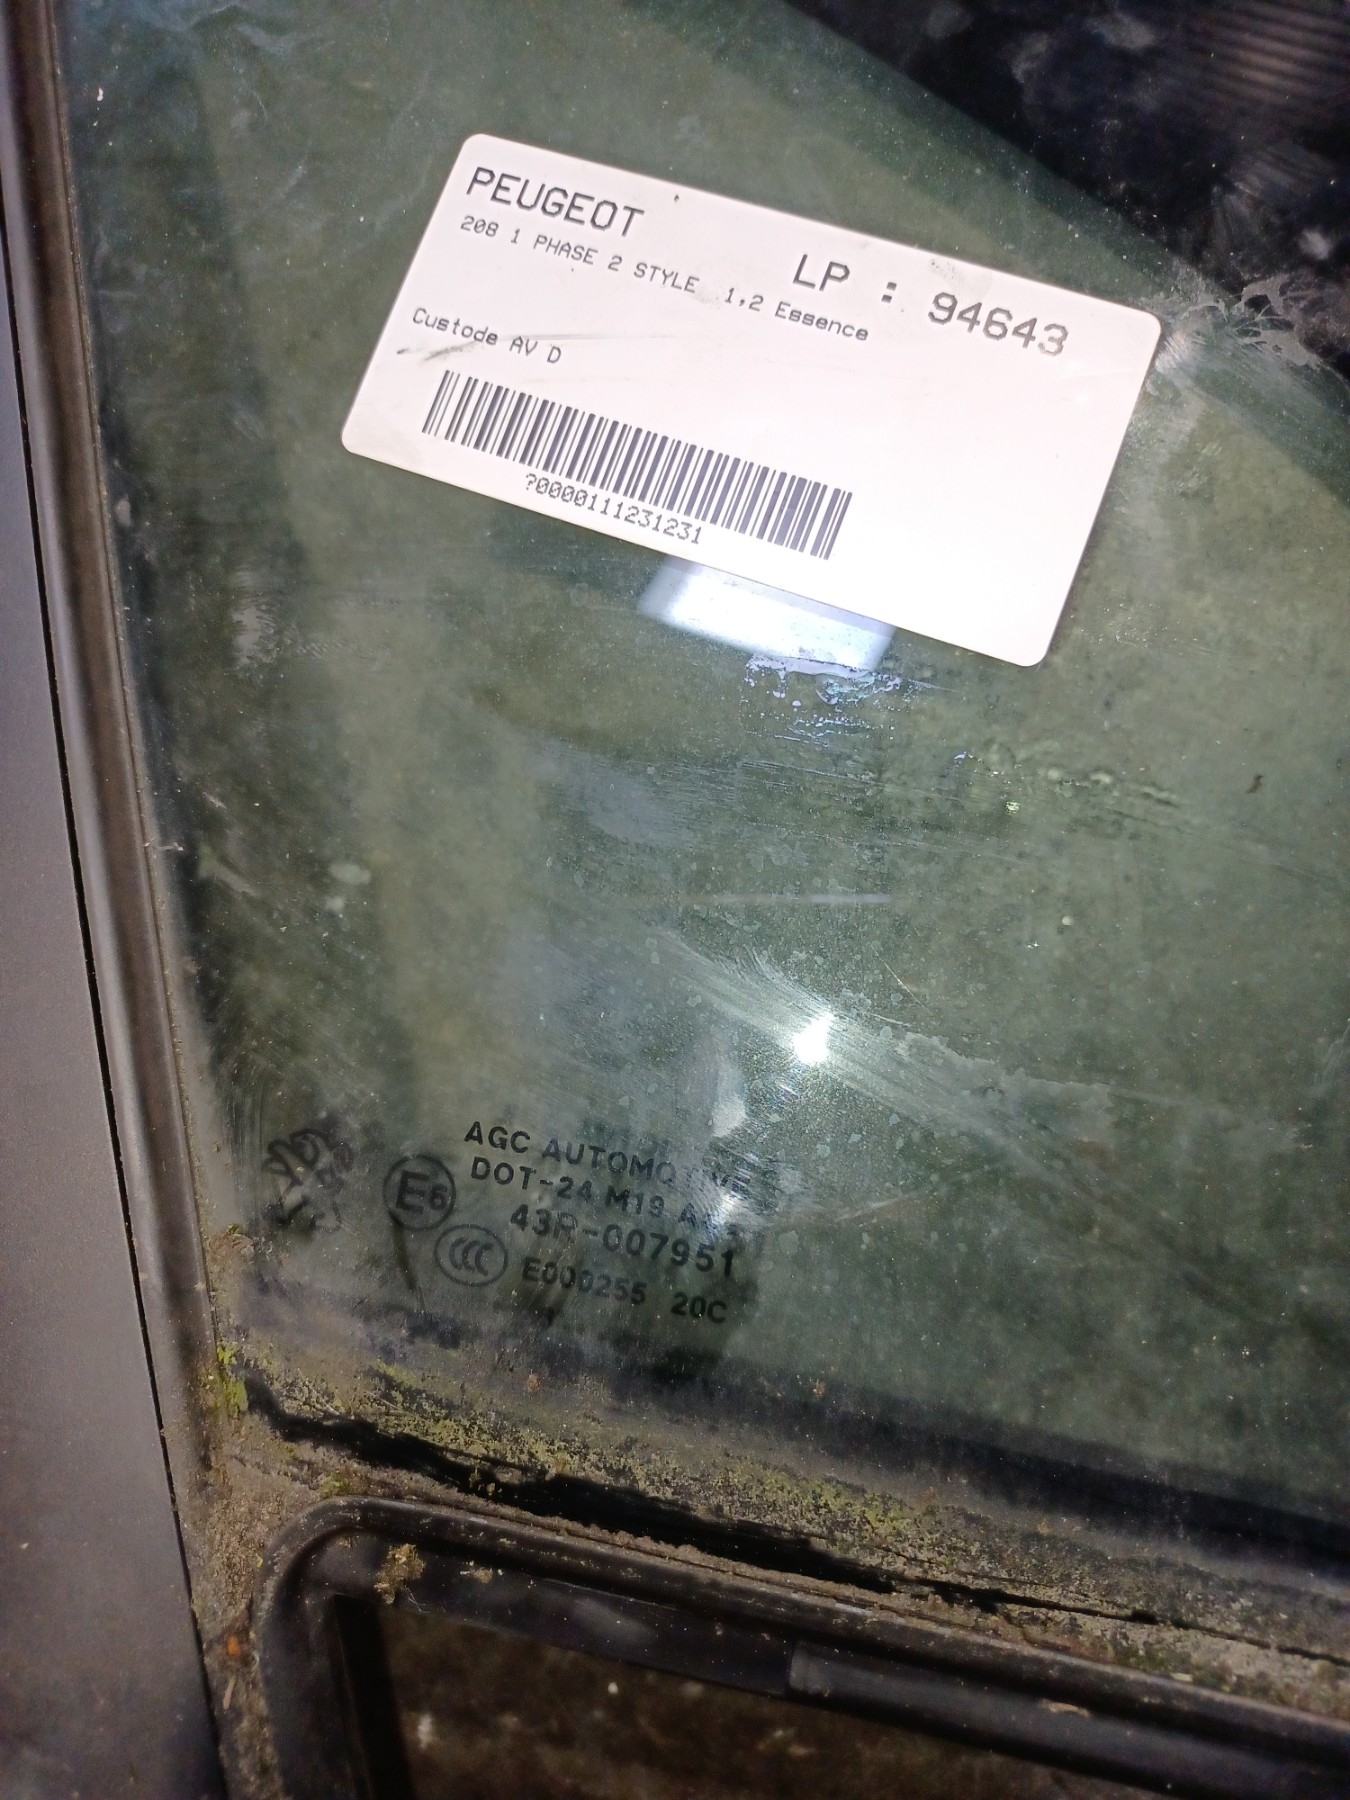 PEUGEOT
LP : 94643
208 1 PHASE 2 STYLE 1,2 Essence
Custode AV D
?0000111231231
AGC AUTOMOTIVE
DOT-24 M19
E6
43R-007951
CCC
E000255 20C